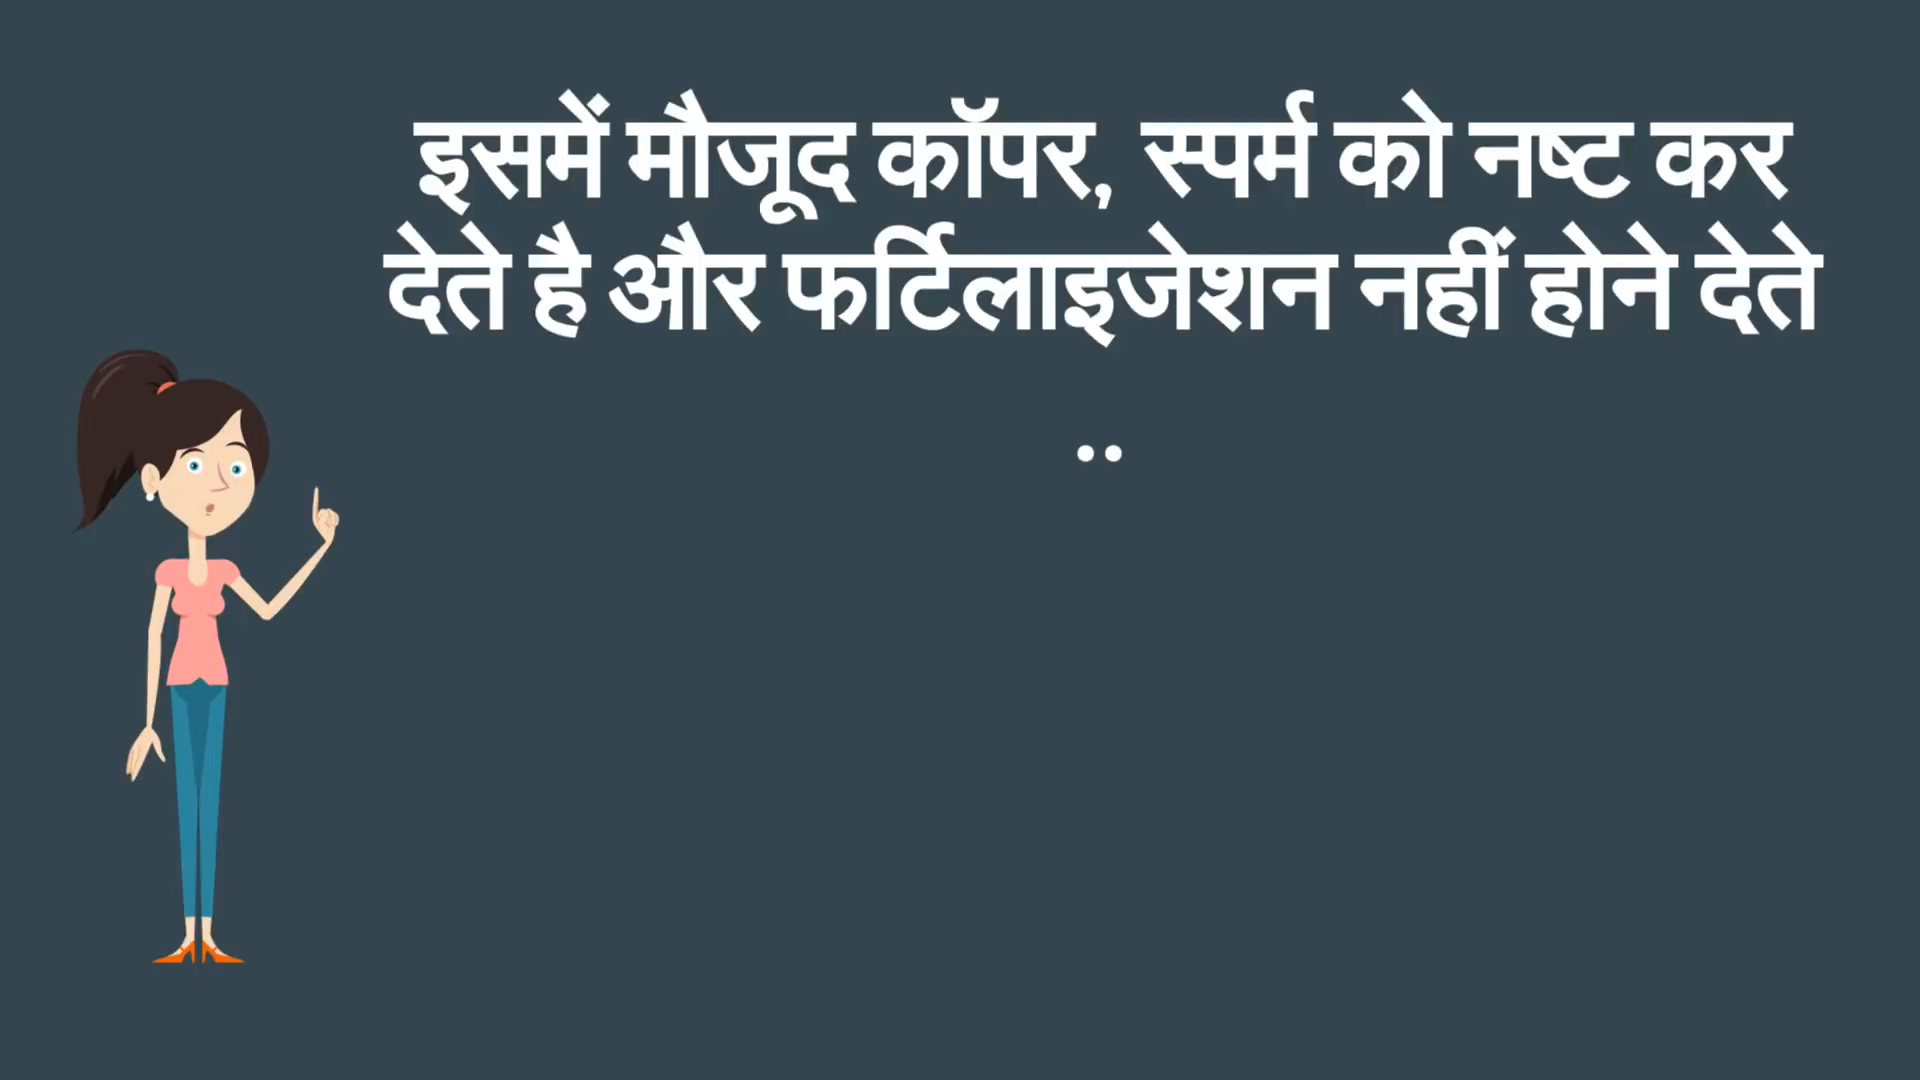 इसमें मौजूद कॉपर, स्पर्म को नष्ट कर
देते है और फर्टिलाइजेशन नहीं होने देते
..